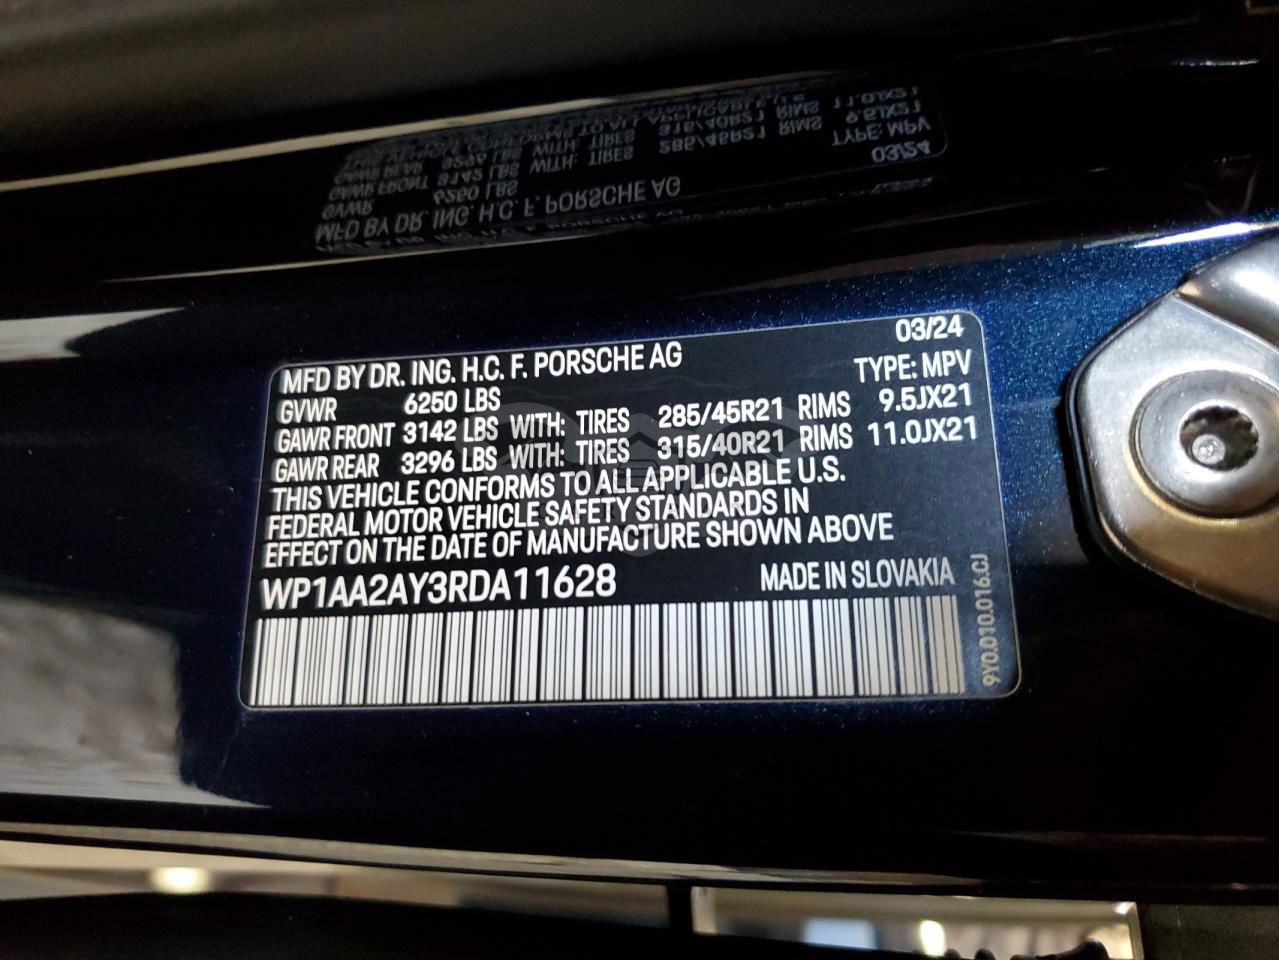 03/24
MFD BY DR. ING. H.C. F. PORSCHE AG TYPE: MPV
GVWR 6250 LBS
GAWR FRONT 3142 LBS WITH: TIRES 285/45R21 RIMS 9.5JX21
GAWR REAR 3296 LBS WITH: TIRES 315/40R21 RIMS 11.0JX21
THIS VEHICLE CONFORMS TO ALL APPLICABLE U.S.
FEDERAL MOTOR VEHICLE SAFETY STANDARDS IN
EFFECT ON THE DATE OF MANUFACTURE SHOWN ABOVE
WP1AA2AY3RDA11628 MADE IN SLOVAKIA
9Y0.010.016.CJ